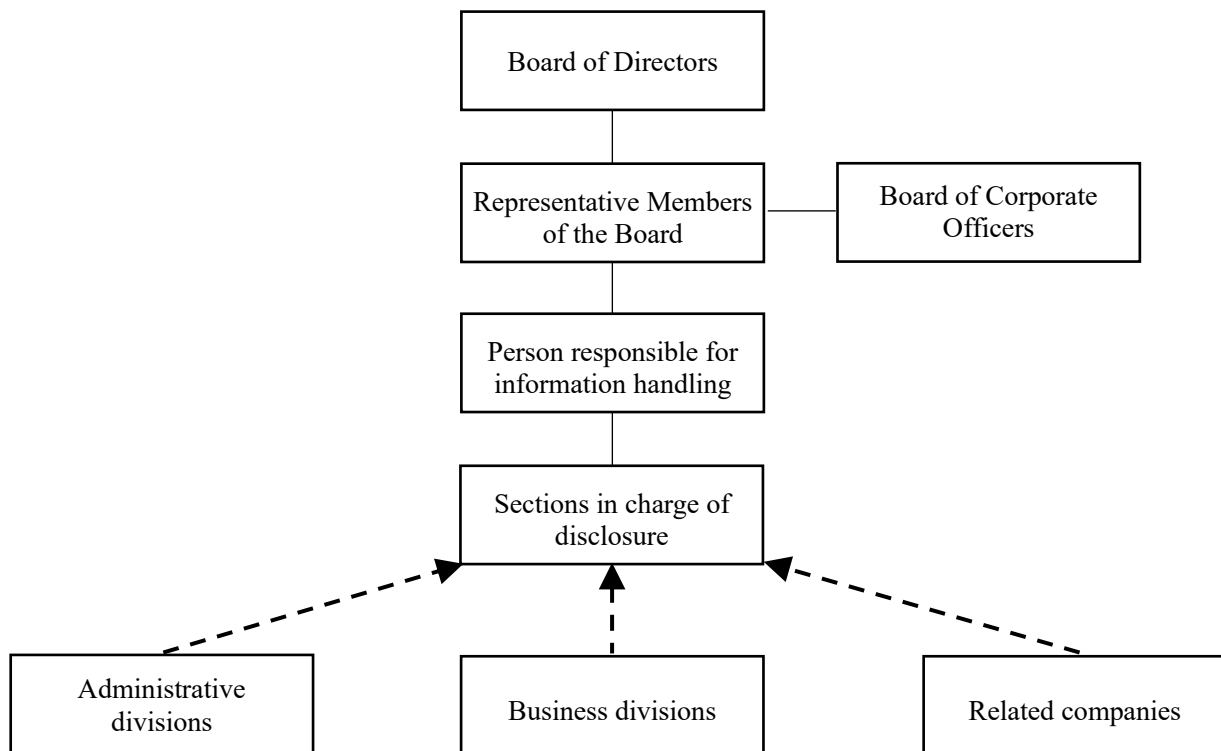 Board of Directors
Representative Members
of the Board
Board of Corporate
Officers
Person responsible for
information handling
Sections in charge of
disclosure
Administrative
divisions
Business divisions
Related companies